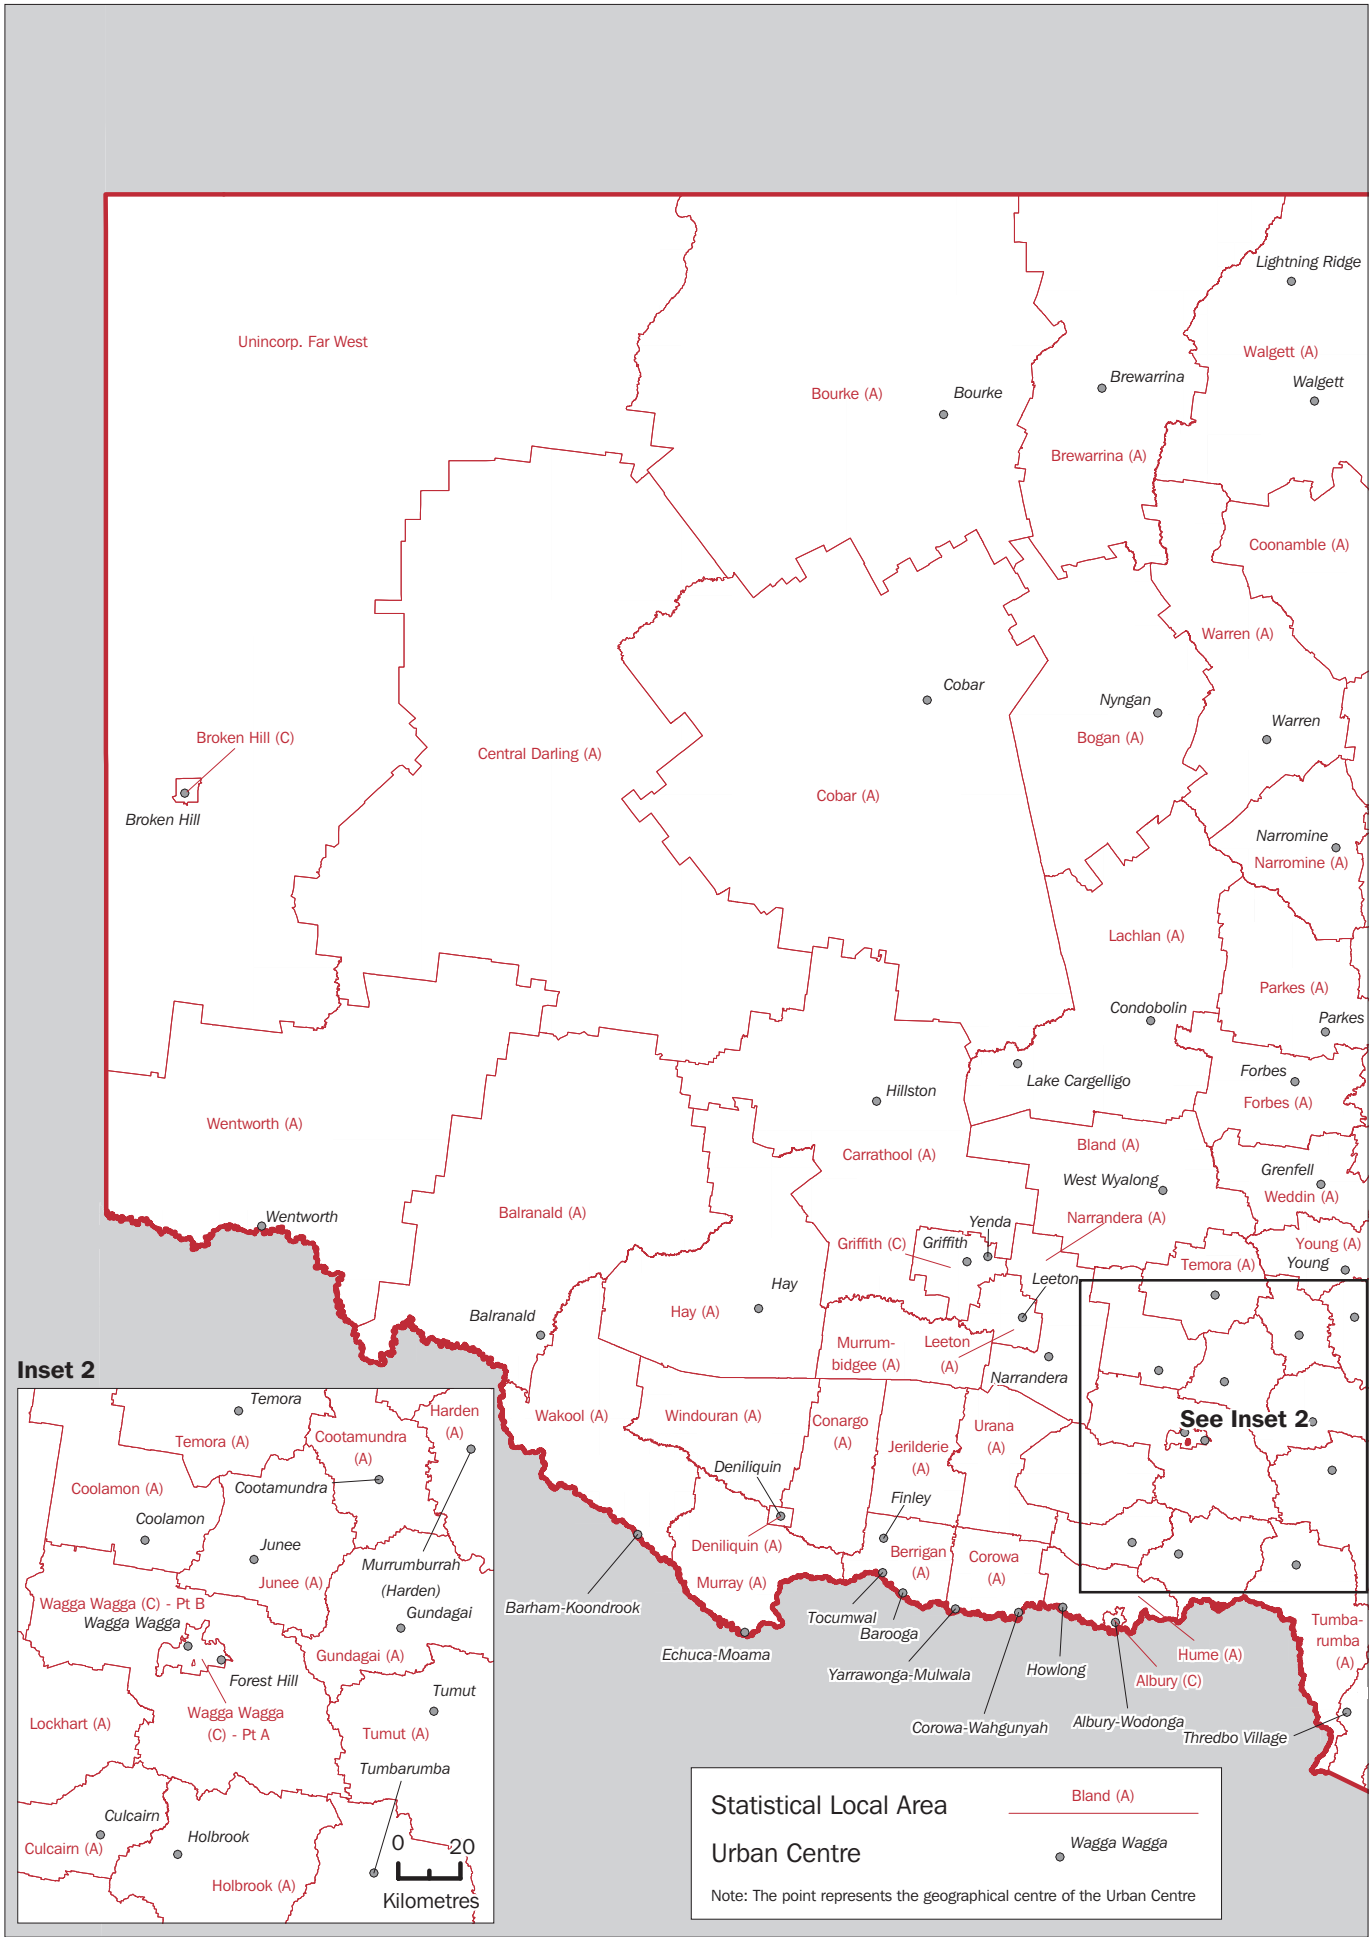 Lightning Ridge
Unincorp. Far West
Walgett (A)
Brewarrina
Walgett
Bourke (A)
Bourke
Brewarrina (A)
Coonamble (A)
Warren (A)
Cobar
Nyngan
Warren
Broken Hill (C)
Bogan (A)
Central Darling (A)
Cobar (A)
Broken Hill
Narromine
Narromine (A)
Lachlan (A)
Parkes (A)
Condobolin
Parkes
Forbes
Lake Cargelligo
Hillston
Forbes (A)
Wentworth (A)
Bland (A)
Carrathool (A)
Grenfell
West Wyalong
Weddin (A)
Balranald (A)
Wentworth
Narrandera (A)
Yenda
Griffith (C)
Griffith
Young (A)
Temora (A)
Young
Leeton
Hay
Hay (A)
Balranald
Murrum-
bidgee (A)
Leeton
(A)
Narrandera
Wakool (A)
Windouran (A)
Conargo
(A)
Urana
(A)
See Inset 2
Jerilderie
(A)
Deniliquin
Finley
Deniliquin (A)
Berrigan
(A)
Corowa
(A)
Murray (A)
Barham-Koondrook
Tocumwal
Barooga
Echuca-Moama
Yarrawonga-Mulwala
Howlong
Hume (A)
Albury (C)
Tumba-
rumba
(A)
Corowa-Wahgunyah
Albury-Wodonga
Thredbo Village
Inset 2
Temora
Harden
(A)
Temora (A)
Cootamundra
(A)
Coolamon (A)
Cootamundra
Coolamon
Junee
Murrumburrah
(Harden)
Junee (A)
Wagga Wagga (C) - Pt B
Wagga Wagga
Gundagai
Gundagai (A)
Forest Hill
Tumut
Wagga Wagga
(C) - Pt A
Lockhart (A)
Tumut (A)
Tumbarumba
Culcairn
Holbrook
Culcairn (A)
Holbrook (A)
0 20
Kilometres
Statistical Local Area
Bland (A)
Urban Centre
Wagga Wagga
Note: The point represents the geographical centre of the Urban Centre